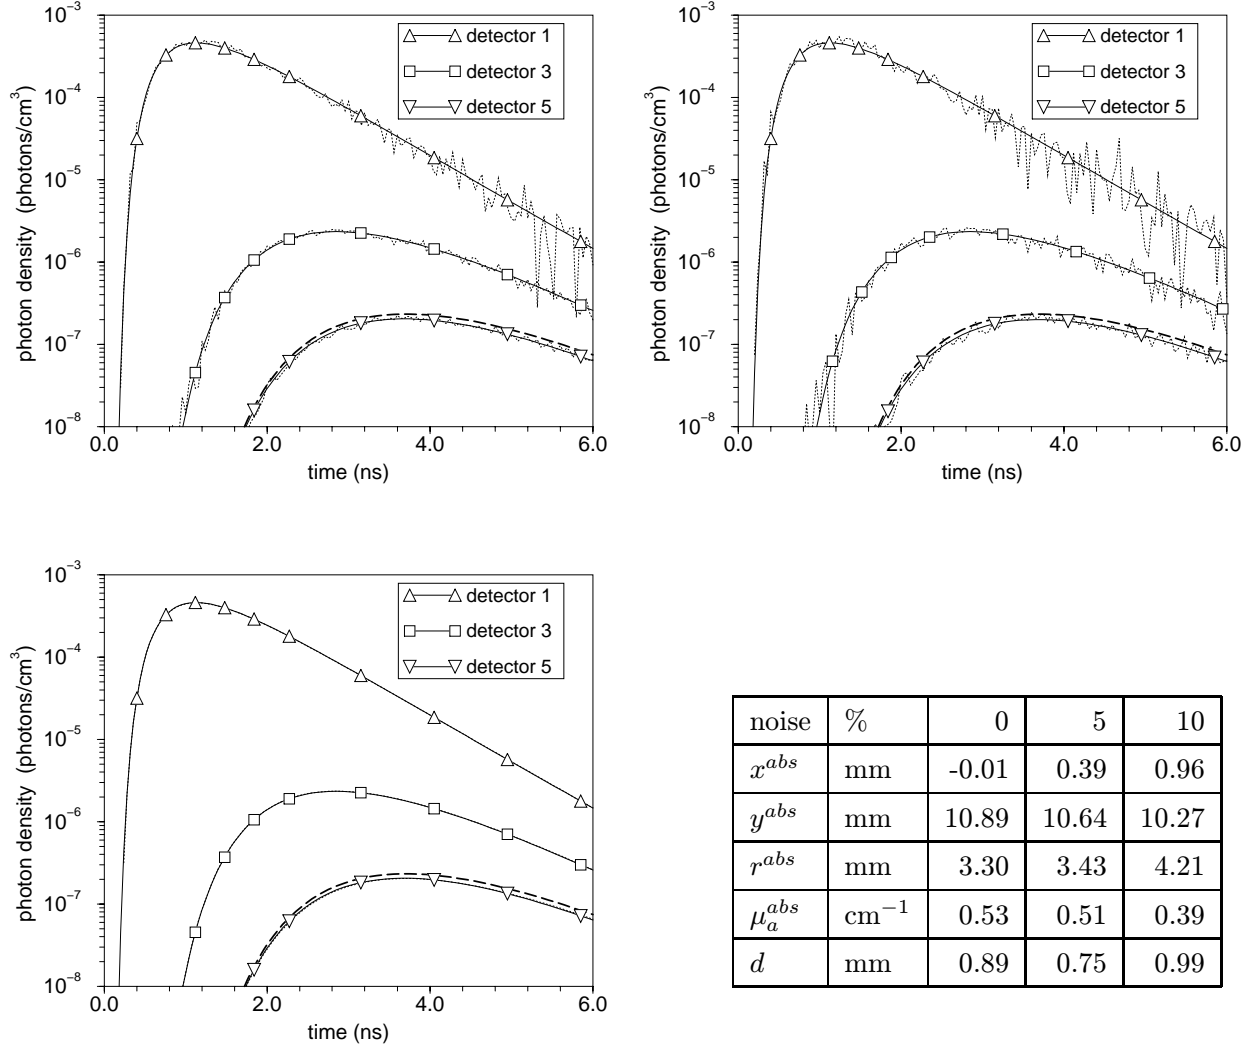 10⁻³
10⁻⁴
10⁻⁵
10⁻⁶
10⁻⁷
10⁻⁸
photon density (photons/cm³)
0.0 2.0 4.0 6.0
time (ns)
detector 1
detector 3
detector 5
10⁻³
10⁻⁴
10⁻⁵
10⁻⁶
10⁻⁷
10⁻⁸
photon density (photons/cm³)
0.0 2.0 4.0 6.0
time (ns)
detector 1
detector 3
detector 5
10⁻³
10⁻⁴
10⁻⁵
10⁻⁶
10⁻⁷
10⁻⁸
photon density (photons/cm³)
0.0 2.0 4.0 6.0
time (ns)
detector 1
detector 3
detector 5
noise % 0 5 10
x^abs mm -0.01 0.39 0.96
y^abs mm 10.89 10.64 10.27
r^abs mm 3.30 3.43 4.21
μ_a^abs cm⁻¹ 0.53 0.51 0.39
d mm 0.89 0.75 0.99